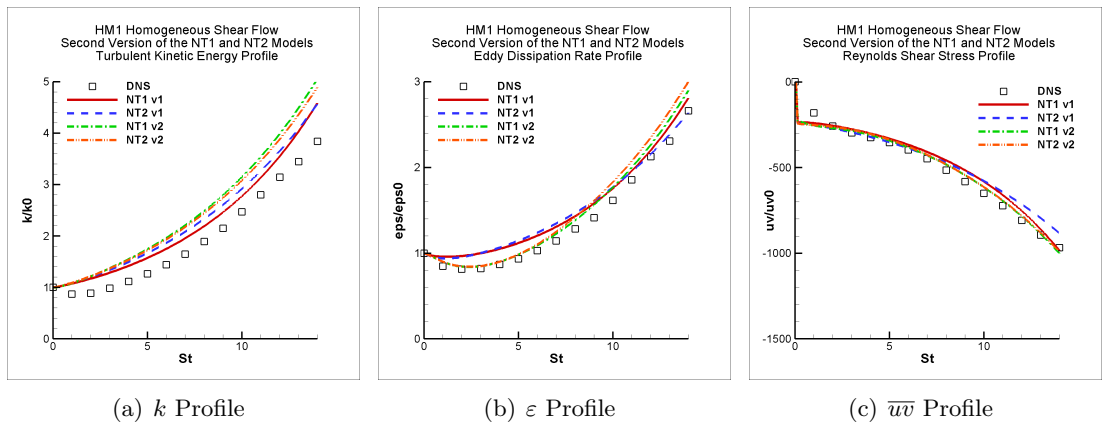 HM1 Homogeneous Shear Flow
Second Version of the NT1 and NT2 Models
Turbulent Kinetic Energy Profile
DNS
NT1 v1
NT2 v1
NT1 v2
NT2 v2
k/k0
5
4
3
2
1
0
0
5
10
St
(a) k Profile
HM1 Homogeneous Shear Flow
Second Version of the NT1 and NT2 Models
Eddy Dissipation Rate Profile
DNS
NT1 v1
NT2 v1
NT1 v2
NT2 v2
eps/eps0
3
2
1
0
0
5
10
St
(b) ε Profile
HM1 Homogeneous Shear Flow
Second Version of the NT1 and NT2 Models
Reynolds Shear Stress Profile
DNS
NT1 v1
NT2 v1
NT1 v2
NT2 v2
uv/uv0
0
-500
-1000
-1500
0
5
10
St
(c) u̅v̅ Profile